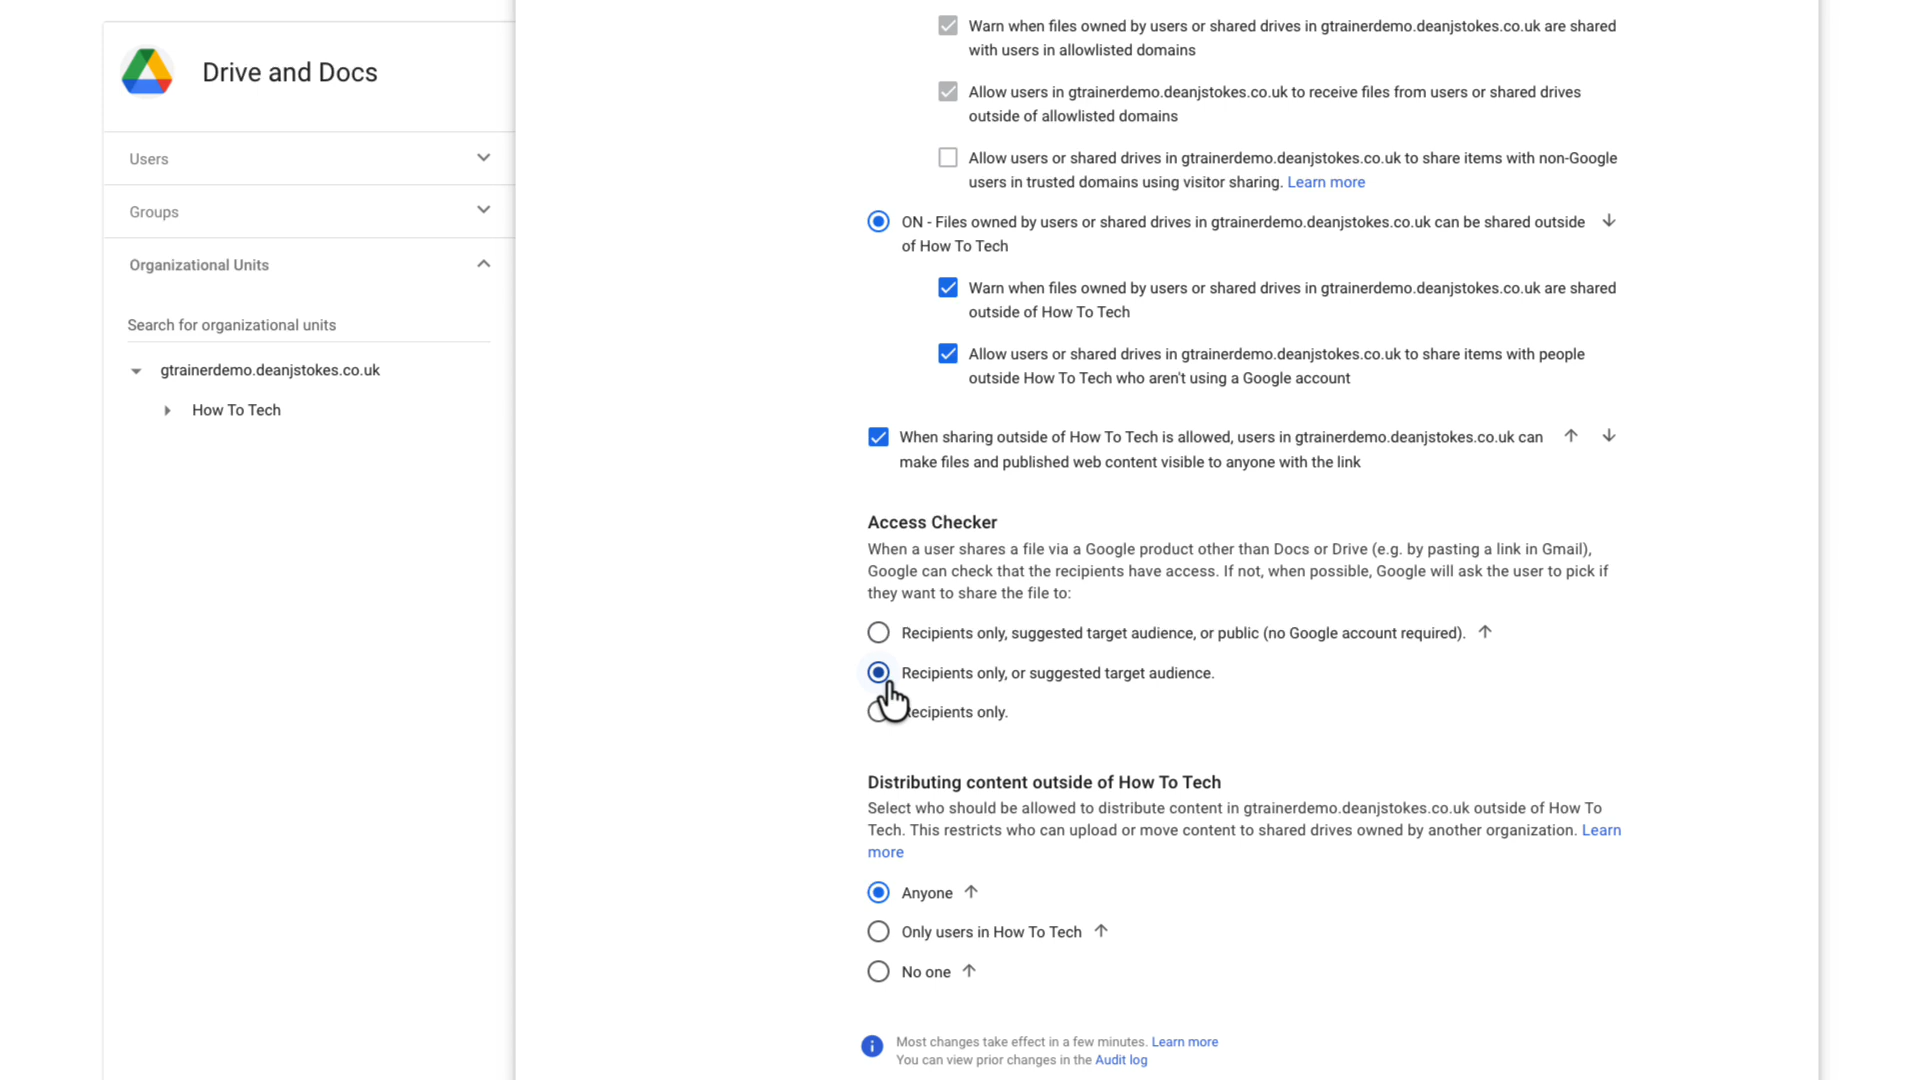 Drive and Docs
Users
Groups
Organizational Units
Search for organizational units
gtrainerdemo.deanjstokes.co.uk
How To Tech
Warn when files owned by users or shared drives in gtrainerdemo.deanjstokes.co.uk are shared
with users in allowlisted domains
Allow users in gtrainerdemo.deanjstokes.co.uk to receive files from users or shared drives
outside of allowlisted domains
Allow users or shared drives in gtrainerdemo.deanjstokes.co.uk to share items with non-Google
users in trusted domains using visitor sharing. Learn more
ON - Files owned by users or shared drives in gtrainerdemo.deanjstokes.co.uk can be shared outside
of How To Tech
Warn when files owned by users or shared drives in gtrainerdemo.deanjstokes.co.uk are shared
outside of How To Tech
Allow users or shared drives in gtrainerdemo.deanjstokes.co.uk to share items with people
outside How To Tech who aren't using a Google account
When sharing outside of How To Tech is allowed, users in gtrainerdemo.deanjstokes.co.uk can
make files and published web content visible to anyone with the link
Access Checker
When a user shares a file via a Google product other than Docs or Drive (e.g. by pasting a link in Gmail),
Google can check that the recipients have access. If not, when possible, Google will ask the user to pick if
they want to share the file to:
Recipients only, suggested target audience, or public (no Google account required).
Recipients only, or suggested target audience.
Recipients only.
Distributing content outside of How To Tech
Select who should be allowed to distribute content in gtrainerdemo.deanjstokes.co.uk outside of How To
Tech. This restricts who can upload or move content to shared drives owned by another organization. Learn
more
Anyone
Only users in How To Tech
No one
Most changes take effect in a few minutes. Learn more
You can view prior changes in the Audit log